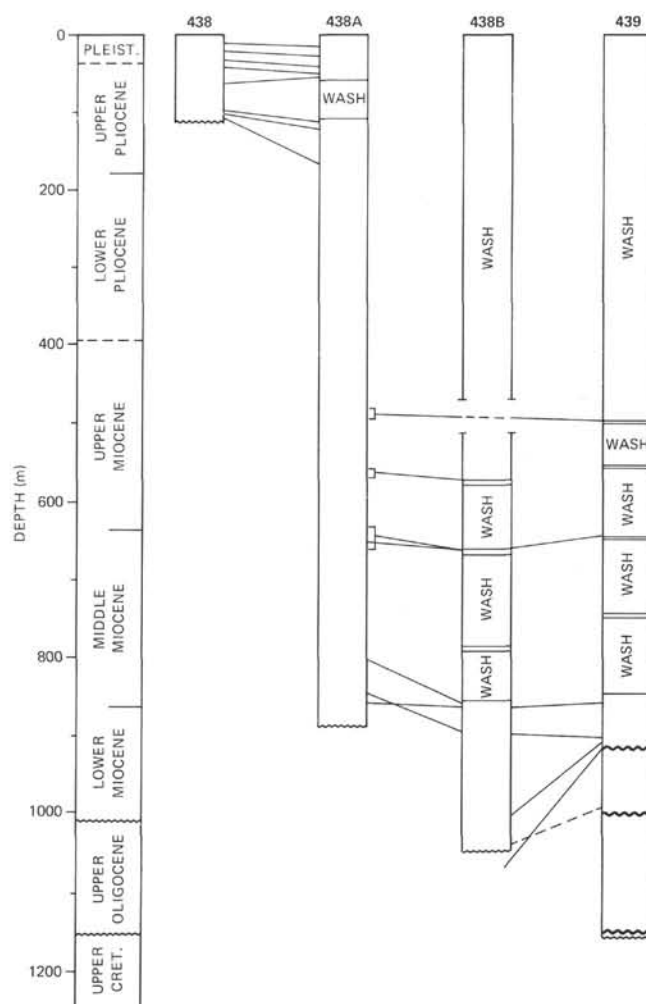 438
438A
438B
439
0
200
400
600
800
1000
1200
DEPTH (m)
PLEIST.
UPPER
PLIOCENE
LOWER
PLIOCENE
UPPER
MIOCENE
MIDDLE
MIOCENE
LOWER
MIOCENE
UPPER
OLIGOCENE
UPPER
CRET.
WASH
WASH
WASH
WASH
WASH
WASH
WASH
WASH
WASH
WASH